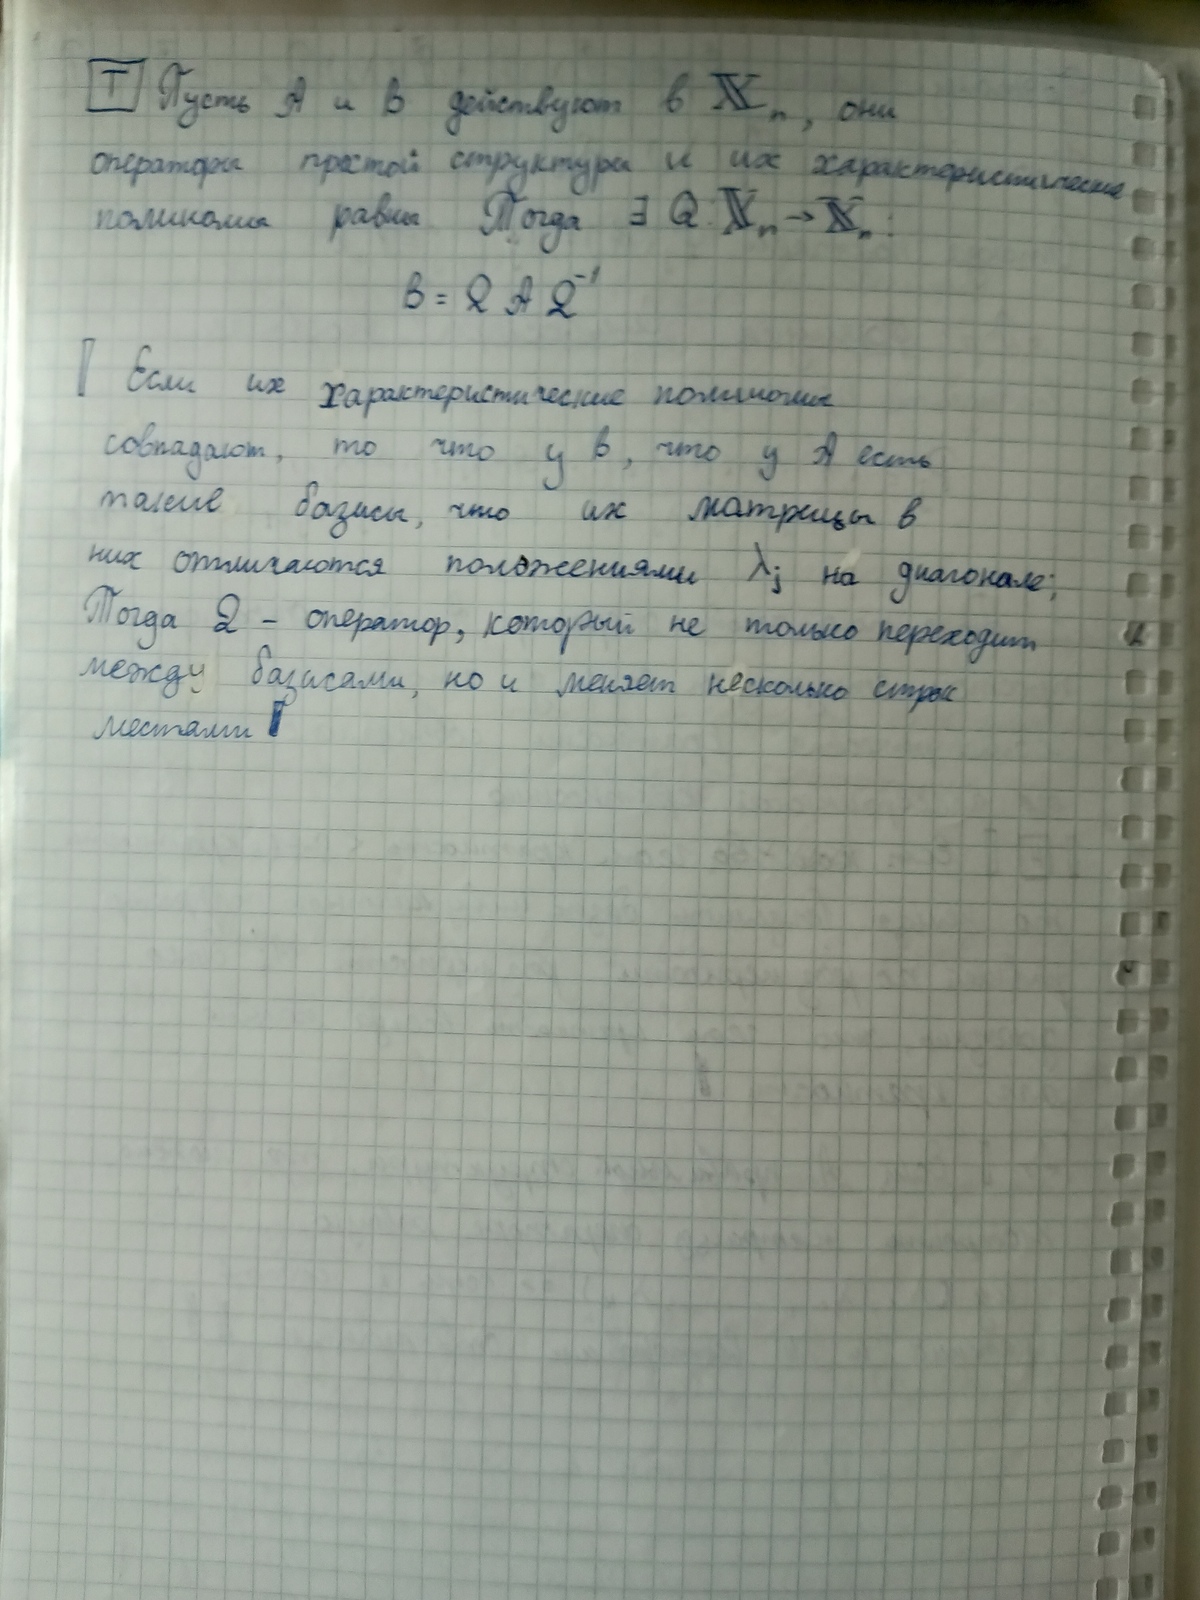 Т Пусть A и B действуют в 𝕏ₙ, они
операторы простой структуры и их характеристические
полиномы равны Тогда ∃ Q: 𝕏ₙ → 𝕏ₙ:
B = Q A Q⁻¹
Если их характеристические полиномы
совпадают, то что у B, что у A есть
такие базисы, что их матрицы в
них отличаются положениями λj на диагонале;
Тогда Q - оператор, который не только переходит
между базисами, но и меняет несколько строк
местами